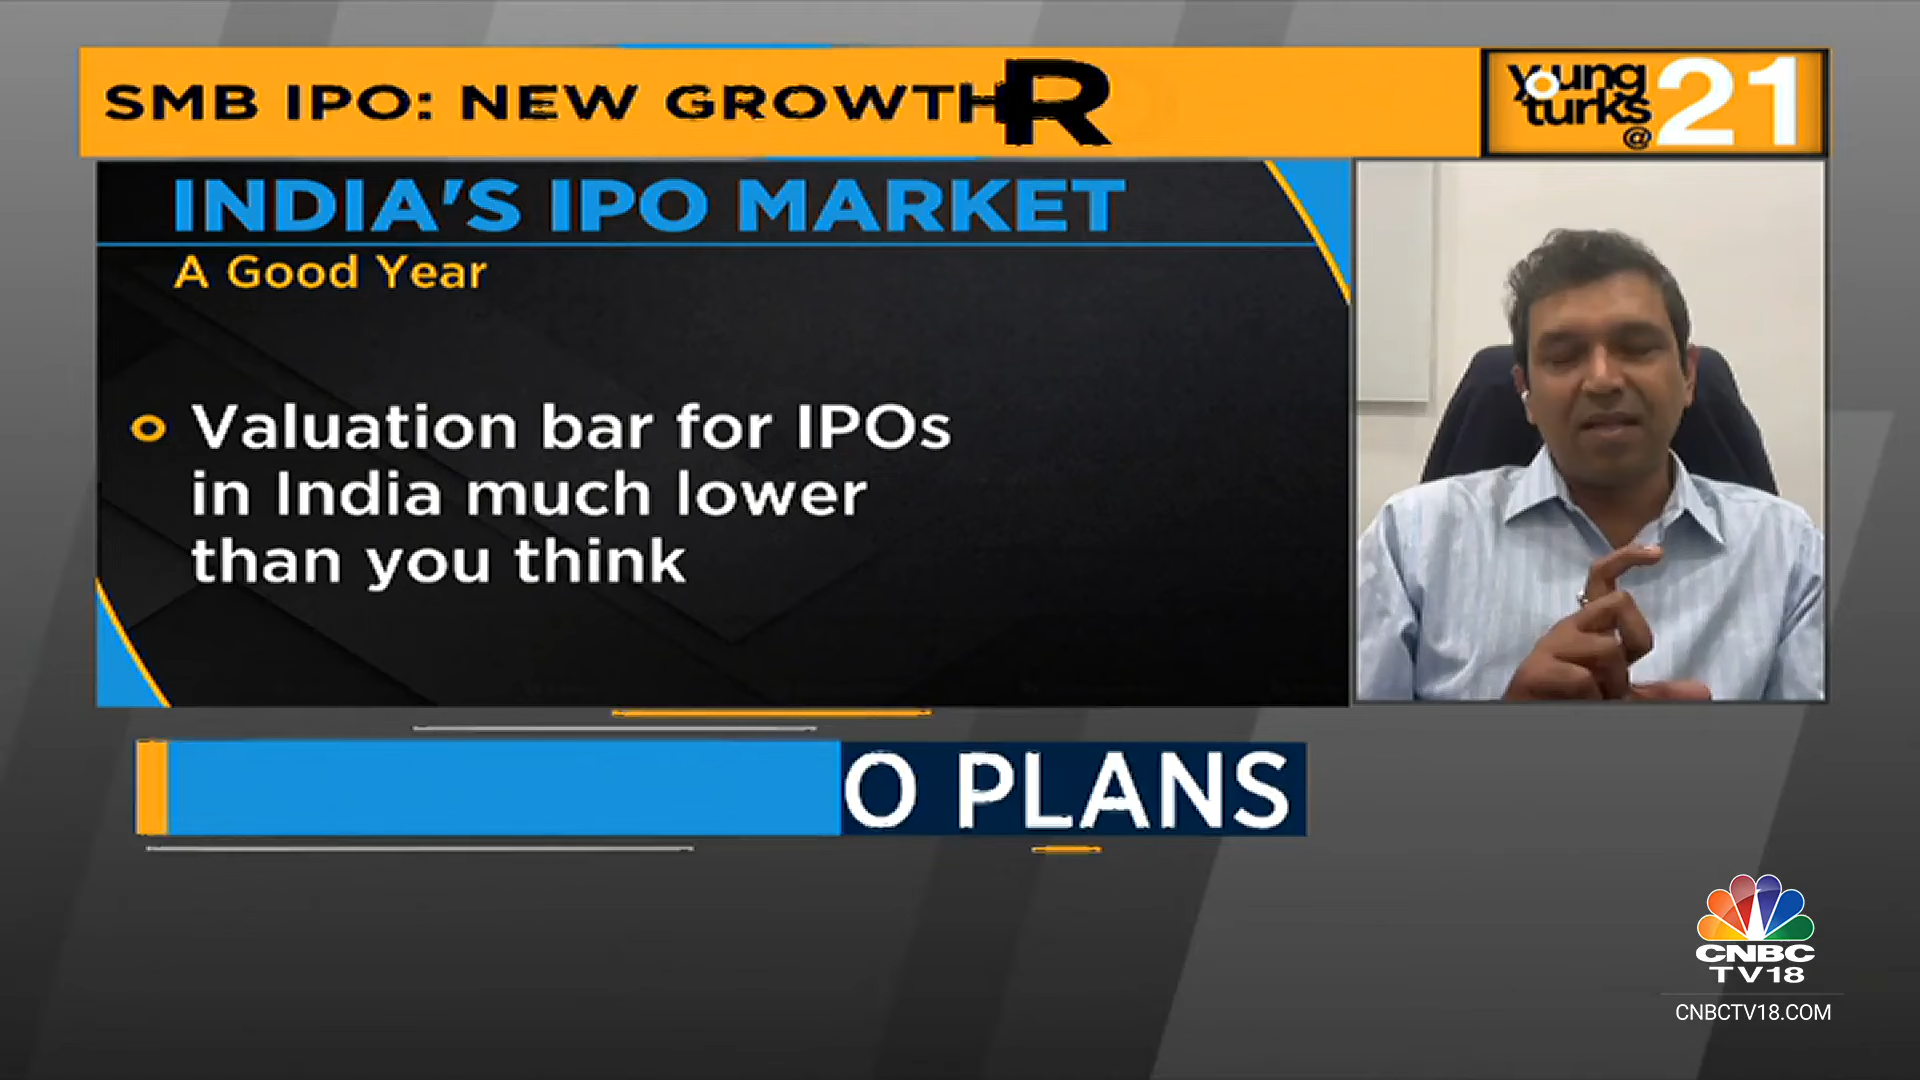 SMB IPO: NEW GROWTH R
young
turks
@ 21
INDIA'S IPO MARKET
A Good Year
Valuation bar for IPOs
in India much lower
than you think
O PLANS
CNBC
TV18
CNBCTV18.COM